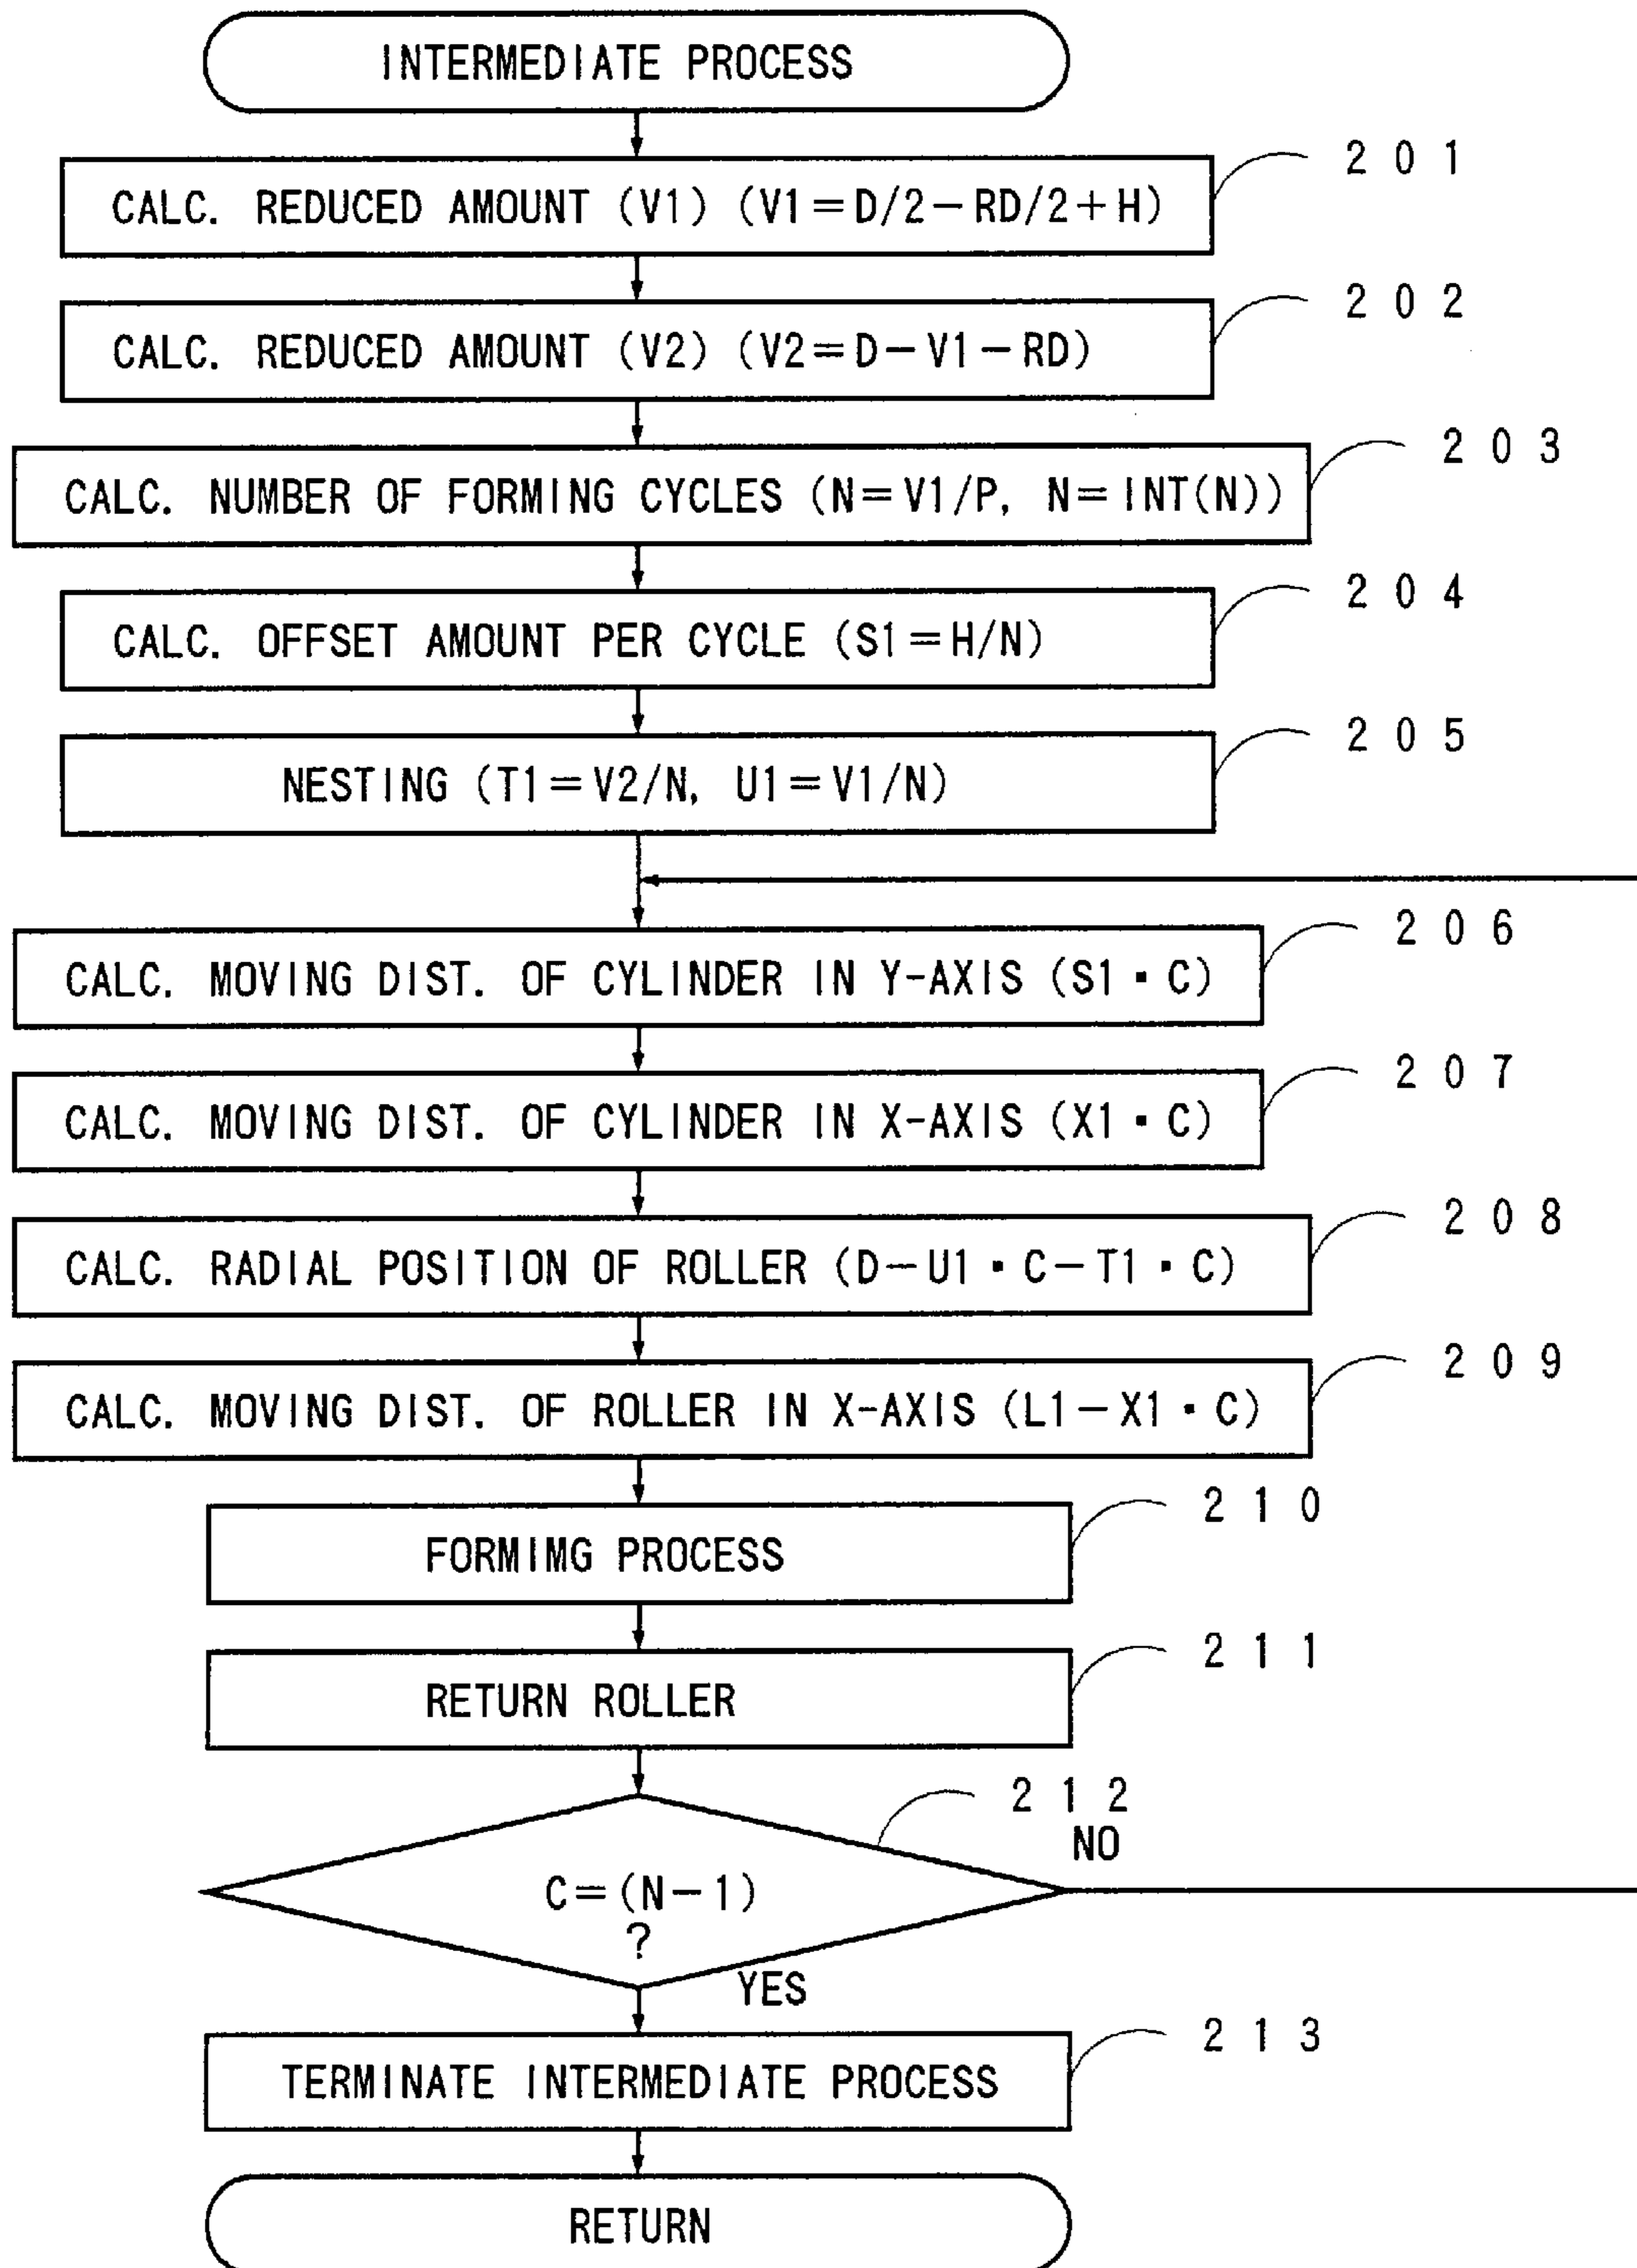 INTERMEDIATE PROCESS
201
CALC. REDUCED AMOUNT (V1) (V1=D/2−RD/2+H)
202
CALC. REDUCED AMOUNT (V2) (V2=D−V1−RD)
203
CALC. NUMBER OF FORMING CYCLES (N=V1/P, N=INT(N))
204
CALC. OFFSET AMOUNT PER CYCLE (S1=H/N)
205
NESTING (T1=V2/N, U1=V1/N)
206
CALC. MOVING DIST. OF CYLINDER IN Y-AXIS (S1▪C)
207
CALC. MOVING DIST. OF CYLINDER IN X-AXIS (X1▪C)
208
CALC. RADIAL POSITION OF ROLLER (D−U1▪C−T1▪C)
209
CALC. MOVING DIST. OF ROLLER IN X-AXIS (L1−X1▪C)
210
FORMIMG PROCESS
211
RETURN ROLLER
212
NO
C=(N−1)
?
YES
213
TERMINATE INTERMEDIATE PROCESS
RETURN